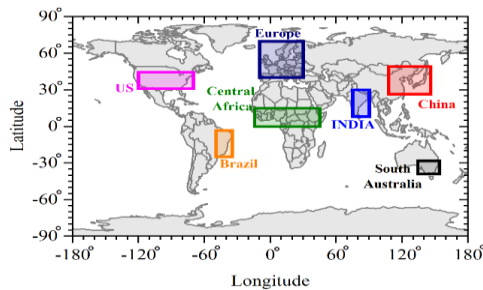 90°
60°
30°
0°
-30°
-60°
-90°
Latitude
Europe
US
Central
Africa
INDIA
China
Brazil
South
Australia
-180° -120° -60° 0° 60° 120° 180°
Longitude